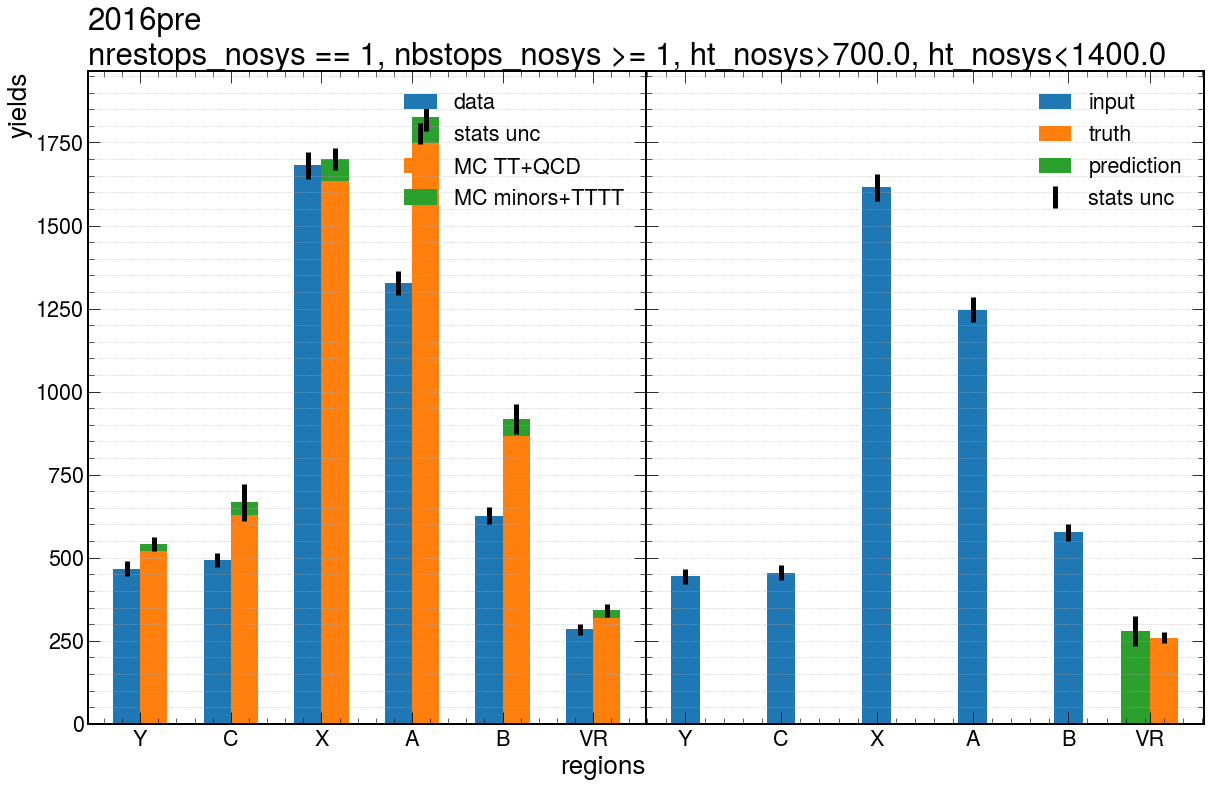 2016pre
nrestops_nosys == 1, nbstops_nosys >= 1, ht_nosys>700.0, ht_nosys<1400.0
yields
1750
1500
1250
1000
750
500
250
0
data
stats unc
MC TT+QCD
MC minors+TTTT
input
truth
prediction
stats unc
Y C X A B VR
Y C X A B VR
regions